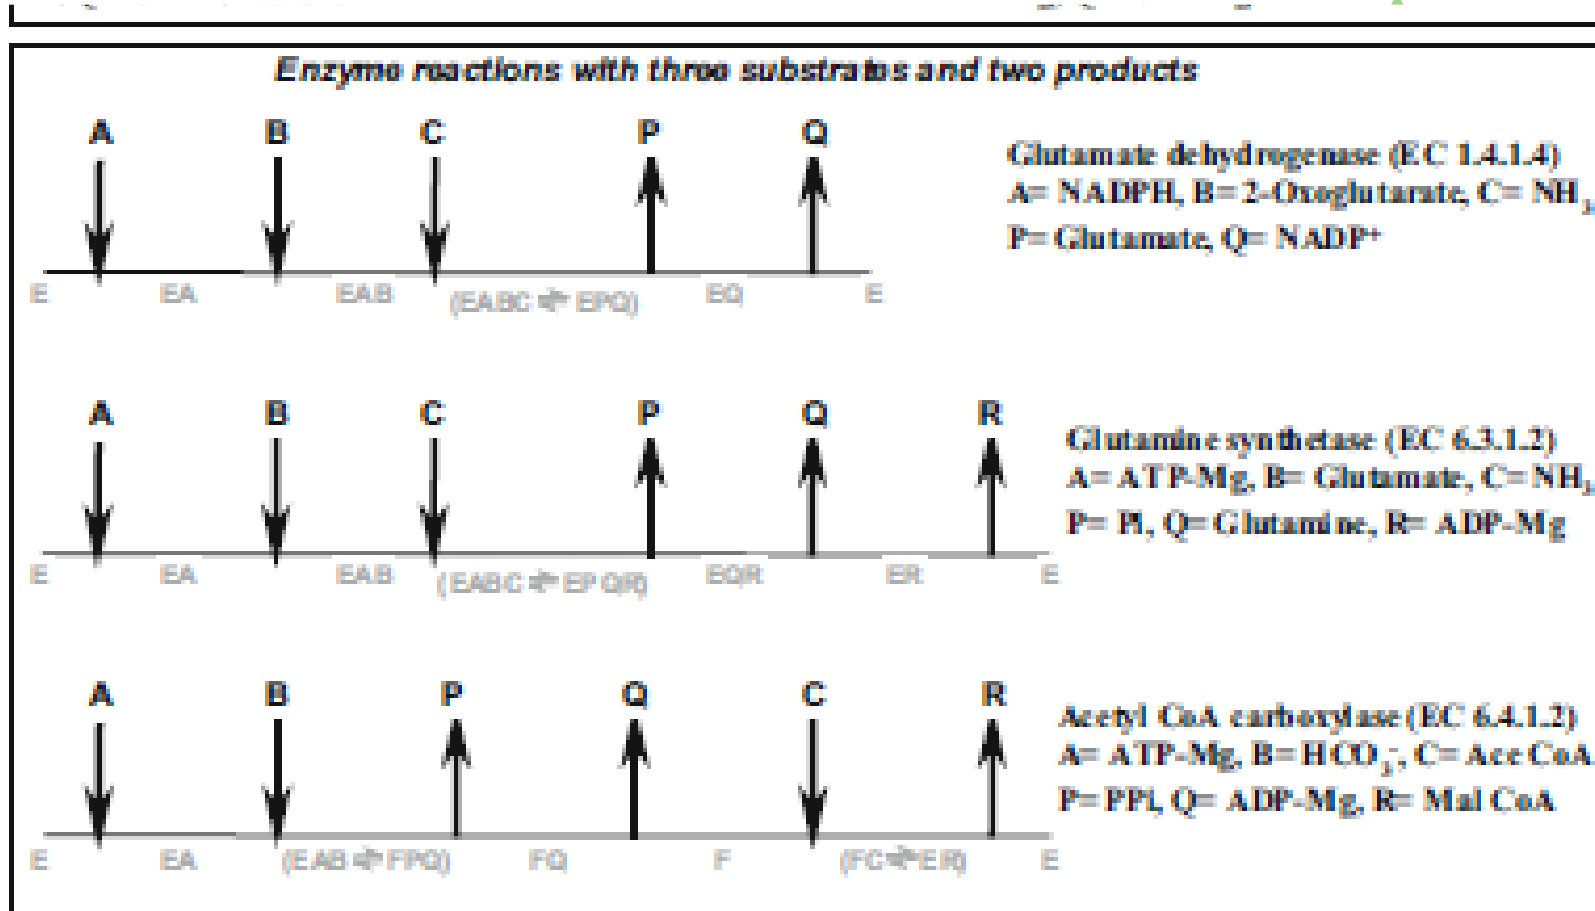 Enzyme reactions with three substrates and two products
A B C P Q
Glutamate dehydrogenase (EC 1.4.1.4)
A= NADPH, B= 2-Oxoglutarate, C= NH3,
P= Glutamate, Q= NADP+
E EA EAB (EABC ⇌ EPQ) EQ E
A B C P Q R
Glutamine synthetase (EC 6.3.1.2)
A= ATP-Mg, B= Glutamate, C= NH3,
P= Pi, Q= Glutamine, R= ADP-Mg
E EA EAB (EABC ⇌ EPQR) EQR ER E
A B P Q C R
Acetyl CoA carboxylase (EC 6.4.1.2)
A= ATP-Mg, B= HCO3-, C= Ace CoA
P= PPi, Q= ADP-Mg, R= Mal CoA
E EA (EAB ⇌ FPQ) FQ F (FC ⇌ ER) E